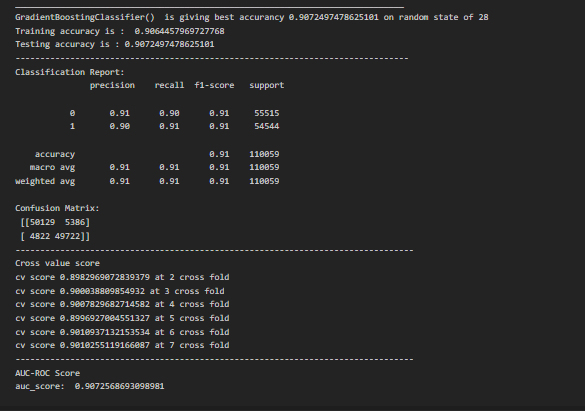 GradientBoostingClassifier()  is giving best accurancy 0.9072497478625101 on random state of 28
Training accuracy is :  0.9064457969727768
Testing accuracy is : 0.9072497478625101
--------------------------------------------------------------------------------
Classification Report:
              precision    recall  f1-score   support
           0       0.91      0.90      0.91     55515
           1       0.90      0.91      0.91     54544
    accuracy                           0.91    110059
   macro avg       0.91      0.91      0.91    110059
weighted avg       0.91      0.91      0.91    110059
Confusion Matrix:
 [[50129  5386]
 [ 4822 49722]]
--------------------------------------------------------------------------------
Cross value score
cv score 0.8982969072839379 at 2 cross fold
cv score 0.900038809854932 at 3 cross fold
cv score 0.9007829682714582 at 4 cross fold
cv score 0.8996927004551327 at 5 cross fold
cv score 0.9010937132153534 at 6 cross fold
cv score 0.9010255119166087 at 7 cross fold
--------------------------------------------------------------------------------
AUC-ROC Score
auc_score:  0.9072568693098981